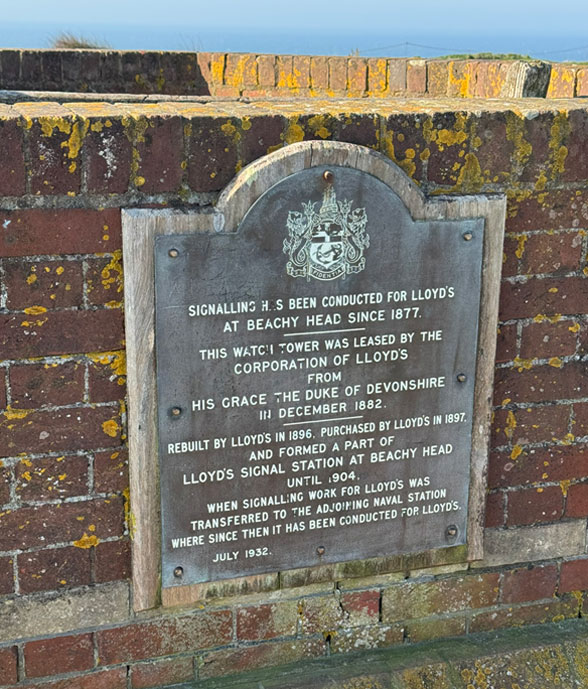 FIDENTIA
SIGNALLING H.S BEEN CONDUCTED FOR LLOYD'S
AT BEACHY HEAD SINCE 1877.
THIS WATCH TOWER WAS LEASED BY THE
CORPORATION OF LLOYD'S
FROM
HIS GRACE THE DUKE OF DEVONSHIRE
IN DECEMBER 1882.
REBUILT BY LLOYD'S IN 1896. PURCHASED BY LLOYD'S IN 1897.
AND FORMED A PART OF
LLOYD'S SIGNAL STATION AT BEACHY HEAD
UNTIL 1904.
WHEN SIGNALLING WORK FOR LLOYD'S WAS
TRANSFERRED TO THE ADJOINING NAVAL STATION
WHERE SINCE THEN IT HAS BEEN CONDUCTED FOR LLOYD'S.
JULY 1932.